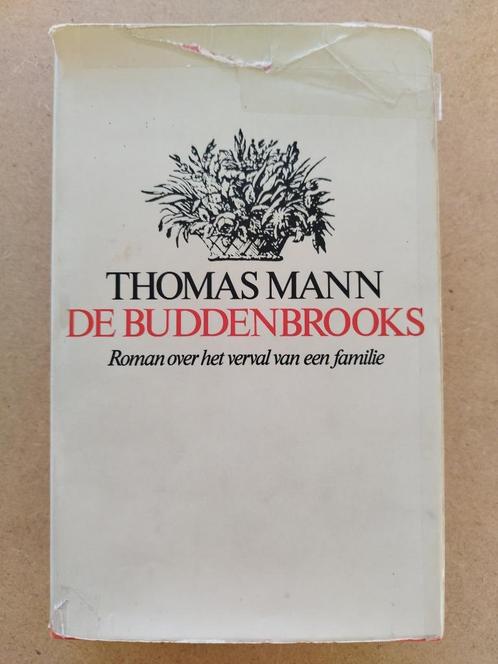 THOMAS MANN
DE BUDDENBROOKS
Roman over het verval van een familie